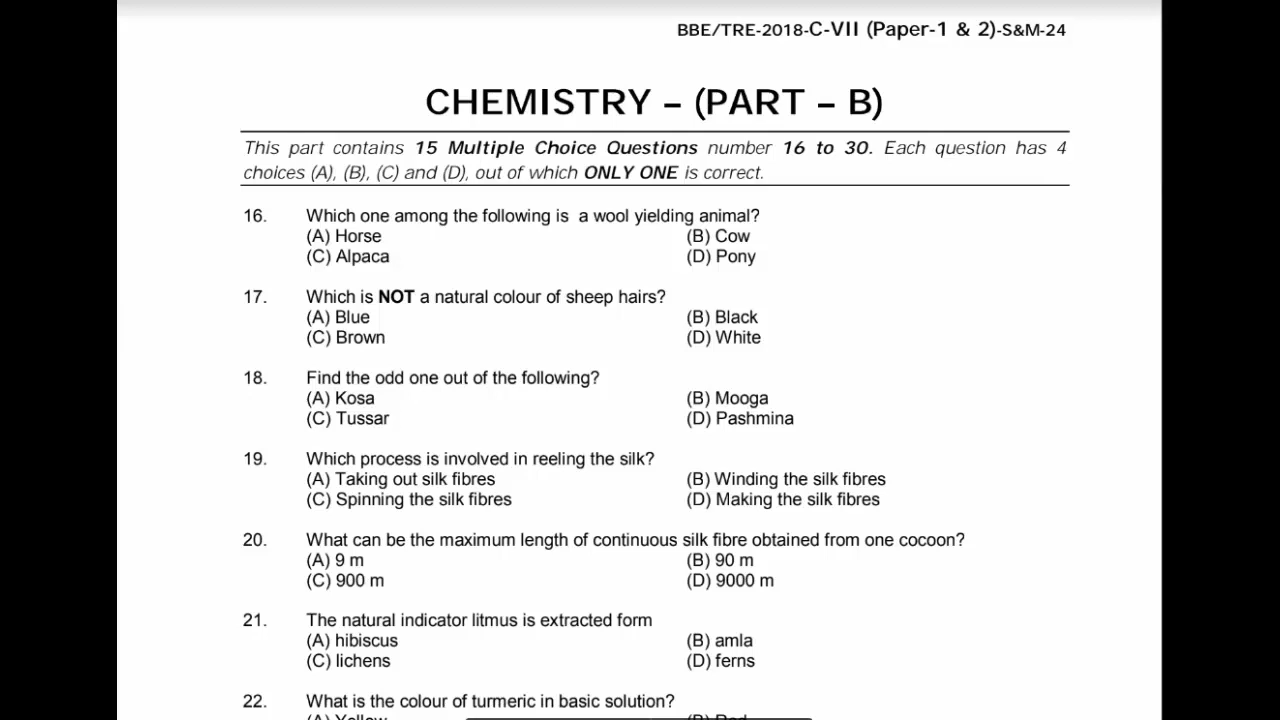 BBE/TRE-2018-C-VII (Paper-1 & 2)-S&M-24
CHEMISTRY – (PART – B)
This part contains 15 Multiple Choice Questions number 16 to 30. Each question has 4
choices (A), (B), (C) and (D), out of which ONLY ONE is correct.
16. Which one among the following is a wool yielding animal?
(A) Horse (B) Cow
(C) Alpaca (D) Pony
17. Which is NOT a natural colour of sheep hairs?
(A) Blue (B) Black
(C) Brown (D) White
18. Find the odd one out of the following?
(A) Kosa (B) Mooga
(C) Tussar (D) Pashmina
19. Which process is involved in reeling the silk?
(A) Taking out silk fibres (B) Winding the silk fibres
(C) Spinning the silk fibres (D) Making the silk fibres
20. What can be the maximum length of continuous silk fibre obtained from one cocoon?
(A) 9 m (B) 90 m
(C) 900 m (D) 9000 m
21. The natural indicator litmus is extracted form
(A) hibiscus (B) amla
(C) lichens (D) ferns
22. What is the colour of turmeric in basic solution?
(A) Yellow (B) Red